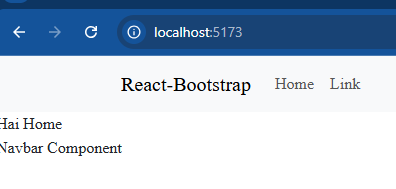 localhost:5173
React-Bootstrap Home Link
Hai Home
Navbar Component